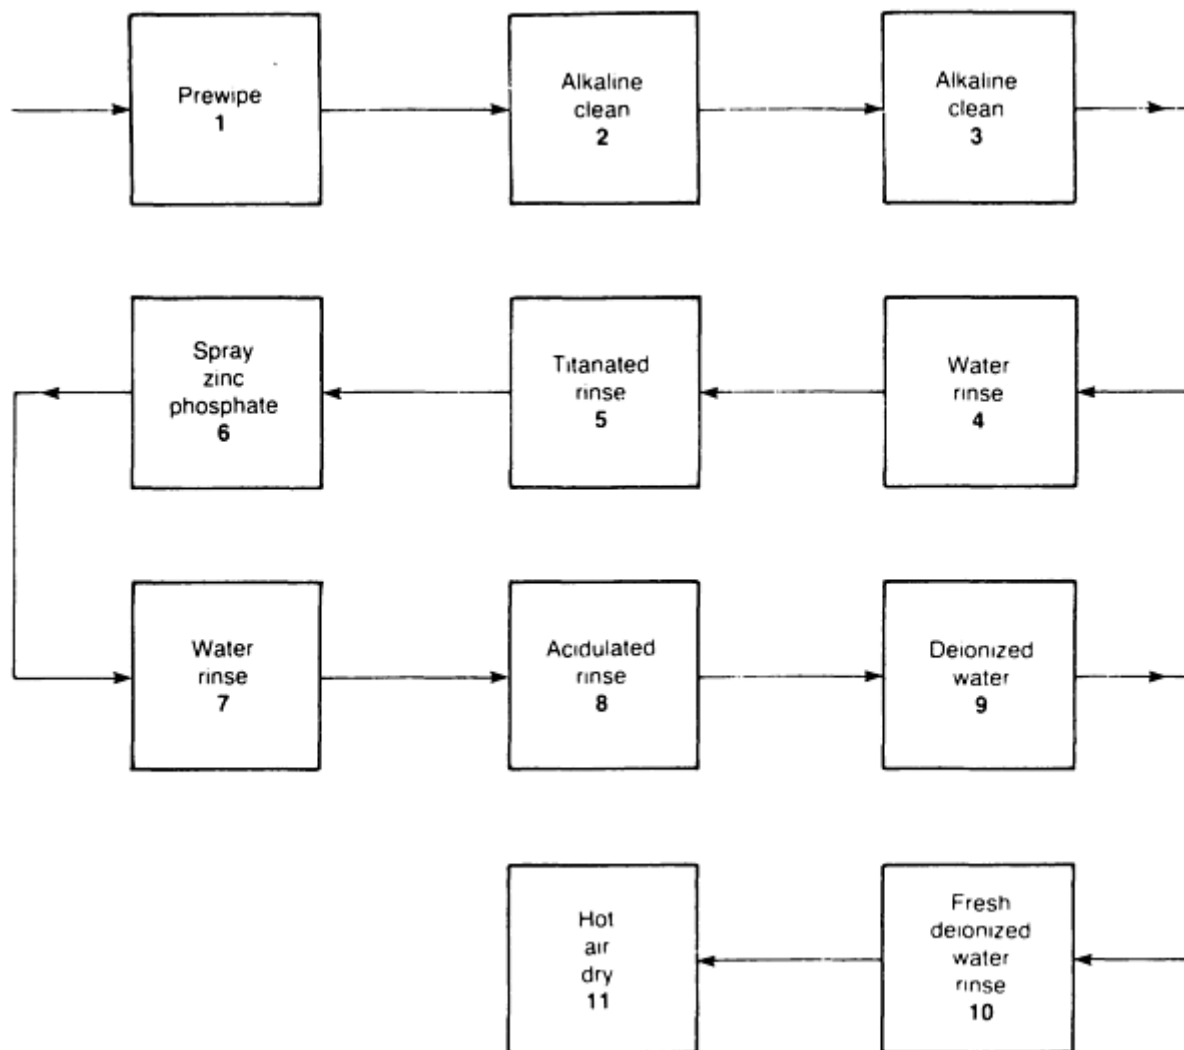 Prewipe
1
Alkaline
clean
2
Alkaline
clean
3
Water
rinse
4
Titanated
rinse
5
Spray
zinc
phosphate
6
Water
rinse
7
Acidulated
rinse
8
Deionized
water
9
Fresh
deionized
water
rinse
10
Hot
air
dry
11